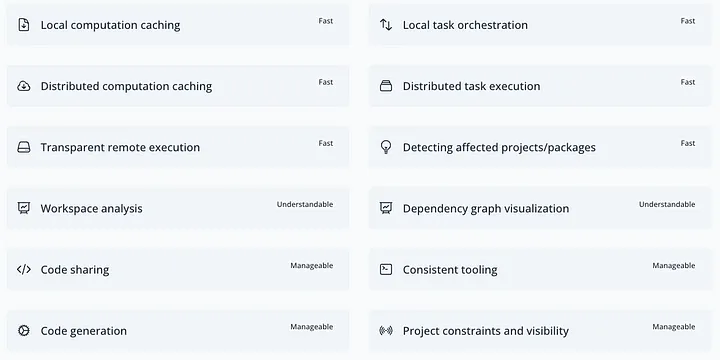 Local computation caching
Fast
Local task orchestration
Fast
Distributed computation caching
Fast
Distributed task execution
Fast
Transparent remote execution
Fast
Detecting affected projects/packages
Fast
Workspace analysis
Understandable
Dependency graph visualization
Understandable
Code sharing
Manageable
Consistent tooling
Manageable
Code generation
Manageable
Project constraints and visibility
Manageable